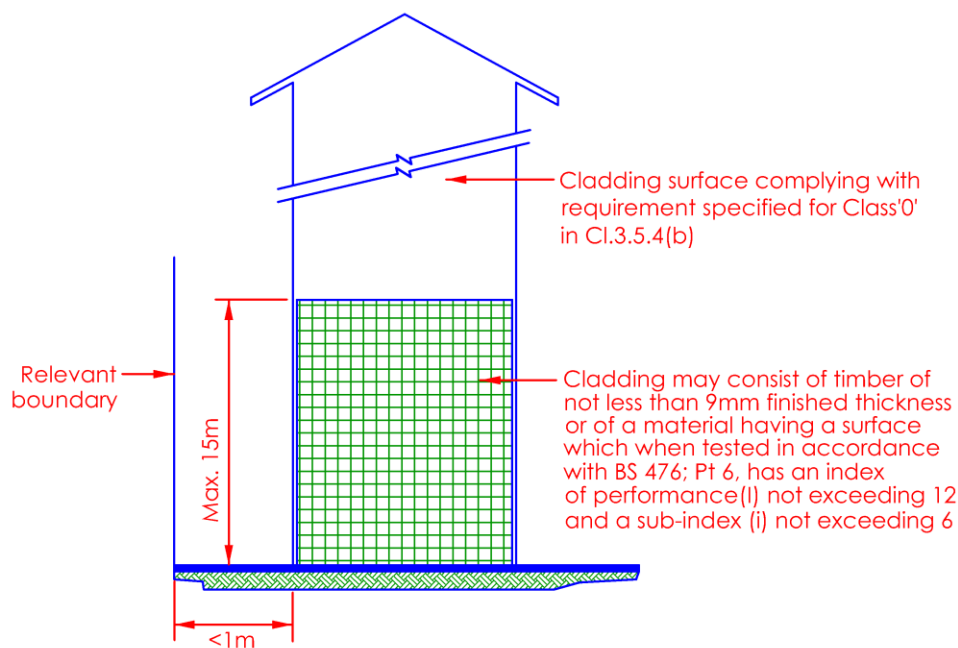 Cladding surface complying with
requirement specified for Class'0'
in Cl.3.5.4(b)
Relevant
boundary
Max. 15m
Cladding may consist of timber of
not less than 9mm finished thickness
or of a material having a surface
which when tested in accordance
with BS 476; Pt 6, has an index
of performance(I) not exceeding 12
and a sub-index (i) not exceeding 6
<1m